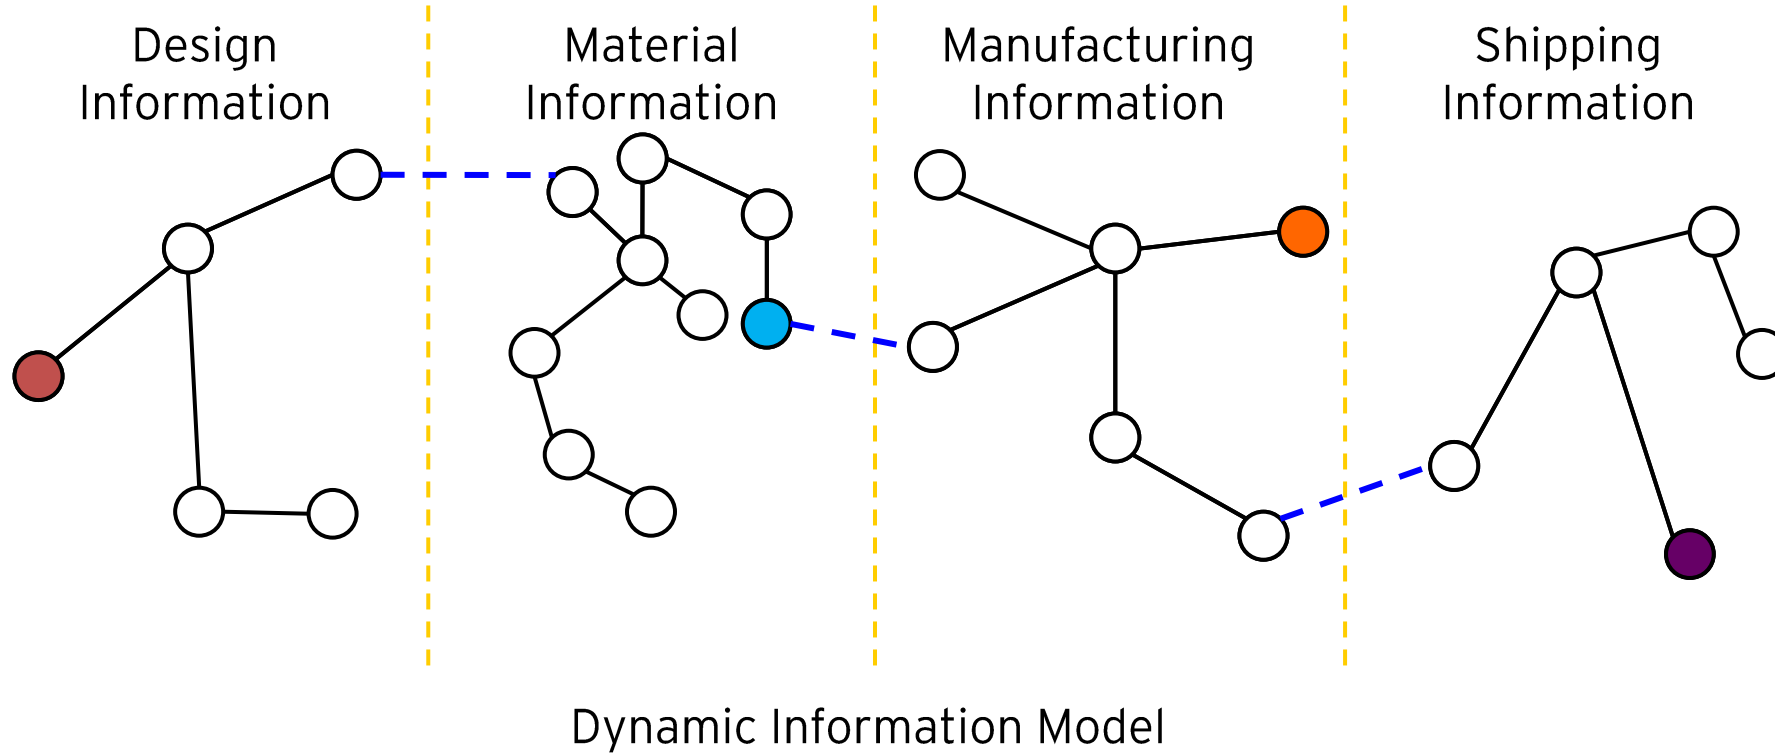 Design
Information
Material
Information
Manufacturing
Information
Shipping
Information
Dynamic Information Model